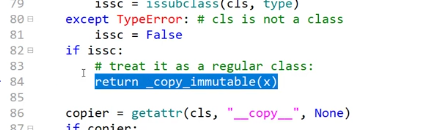 79 issc = issubclass(cls, type)
80 except TypeError: # cls is not a class
81 issc = False
82 if issc:
83 # treat it as a regular class:
84 return _copy_immutable(x)
85
86 copier = getattr(cls, "__copy__", None)
87 if copier: